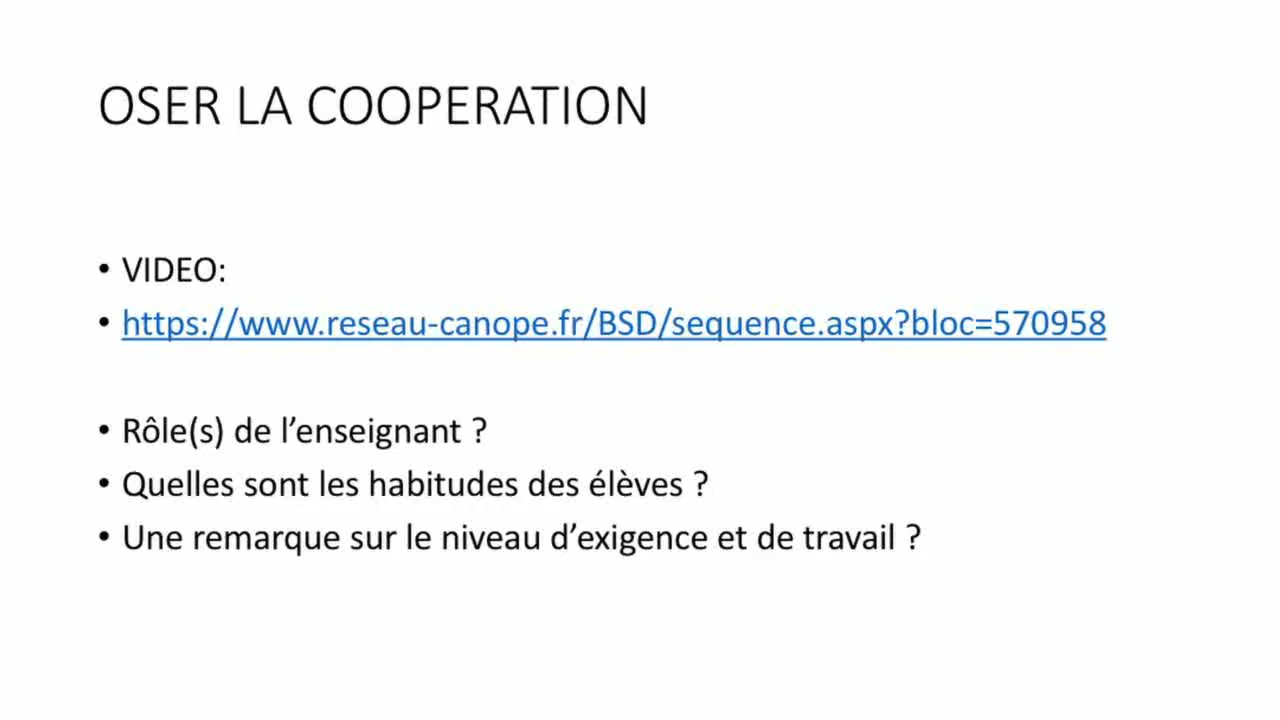 OSER LA COOPERATION
• VIDEO:
• https://www.reseau-canope.fr/BSD/sequence.aspx?bloc=570958
• Rôle(s) de l’enseignant ?
• Quelles sont les habitudes des élèves ?
• Une remarque sur le niveau d’exigence et de travail ?